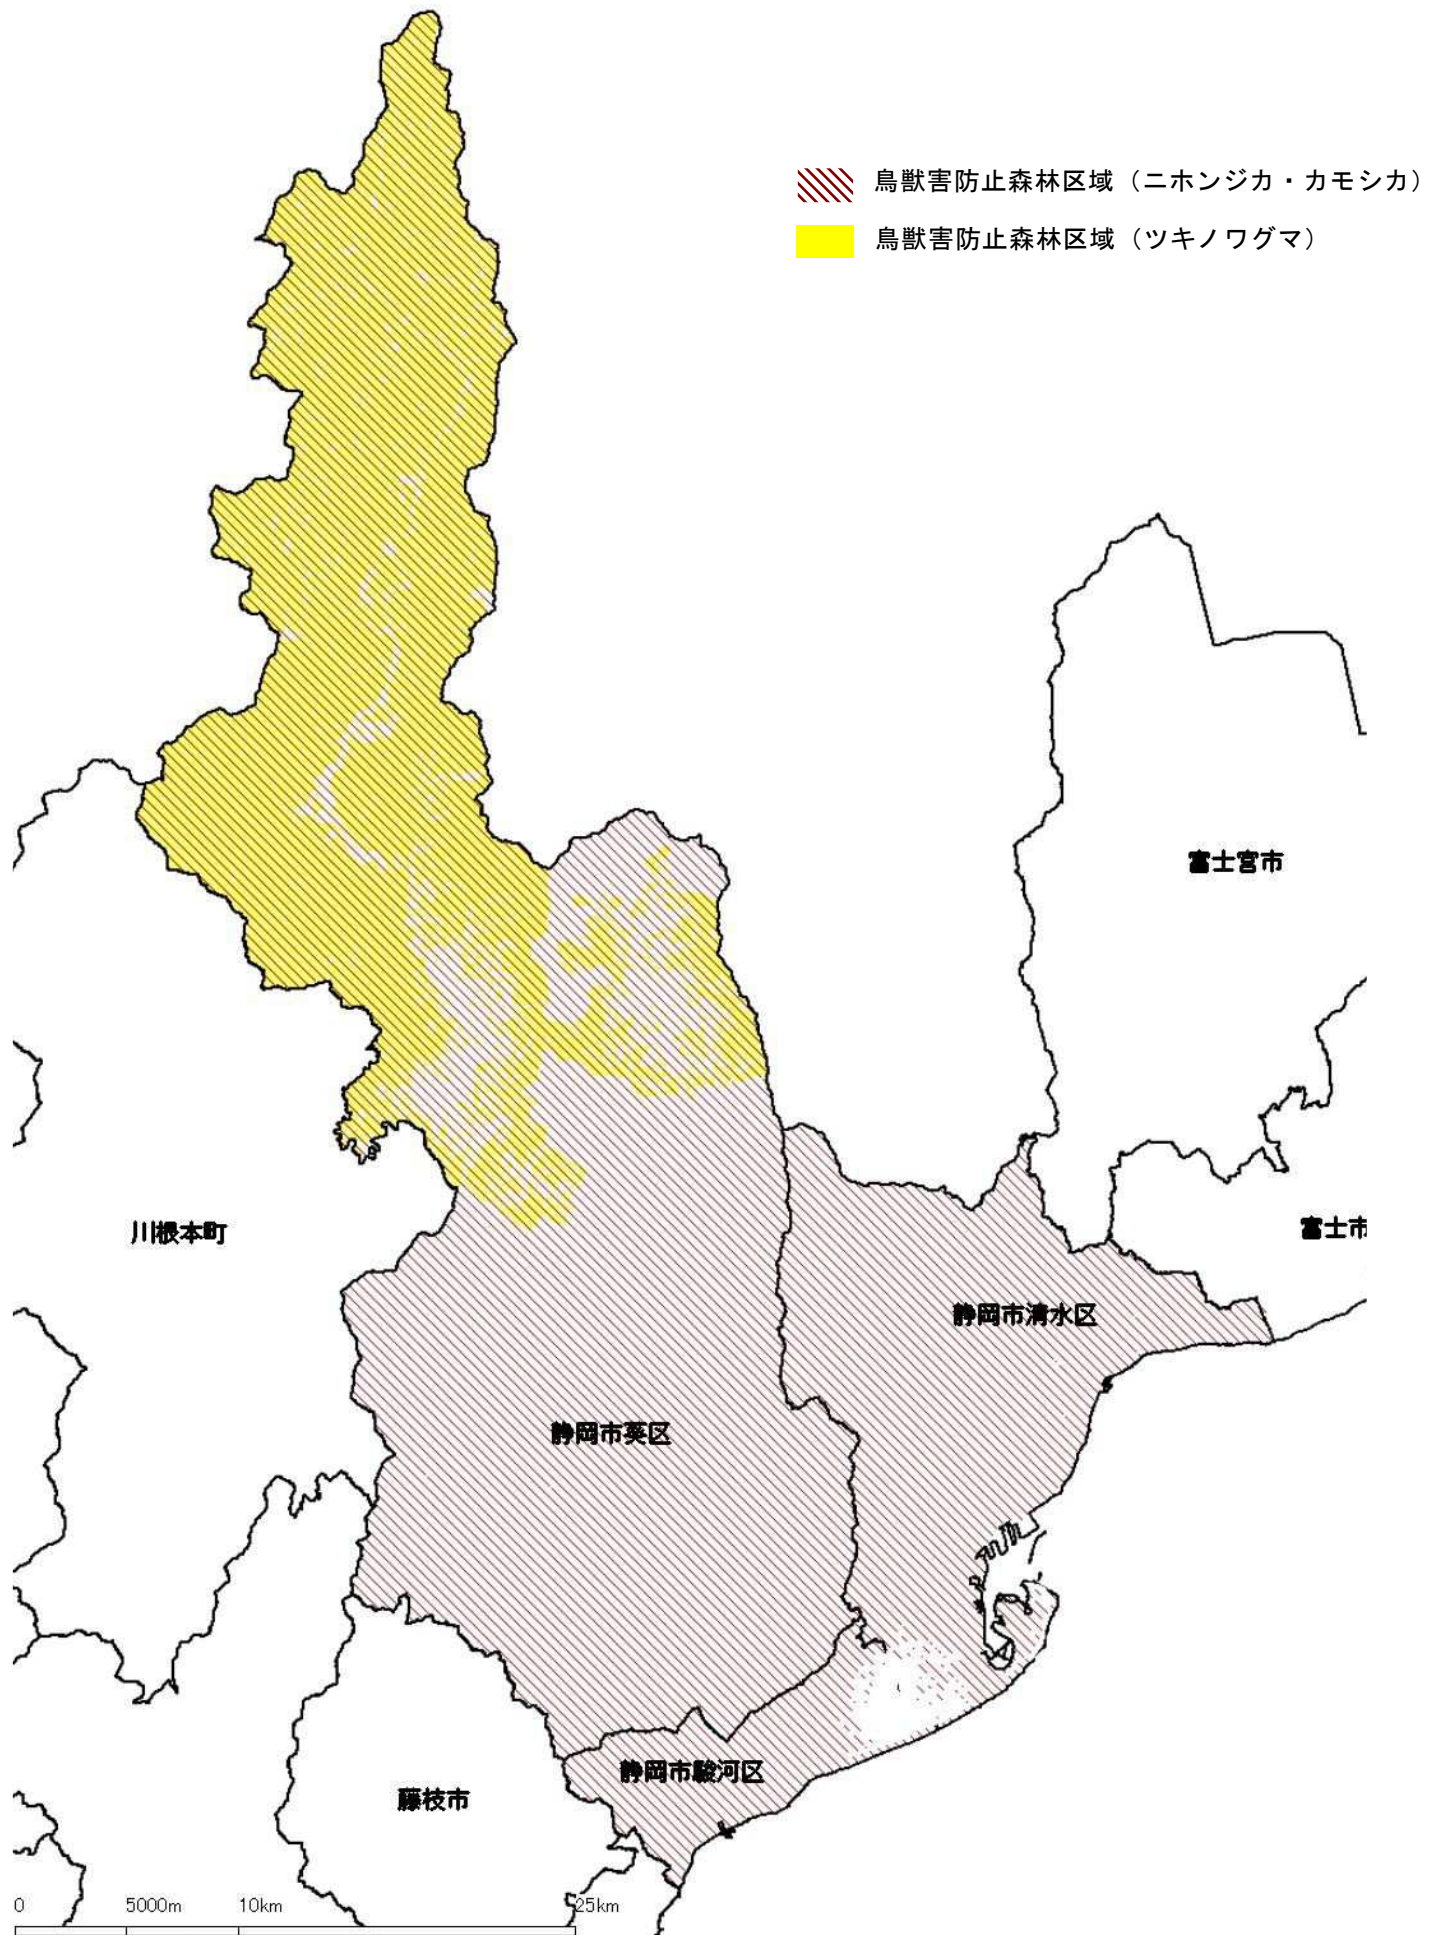 鳥獣害防止森林区域（ニホンジカ・カモシカ）
鳥獣害防止森林区域（ツキノワグマ）
富士宮市
川根本町
富士市
静岡市清水区
静岡市葵区
静岡市駿河区
藤枝市
0 5000m 10km 25km